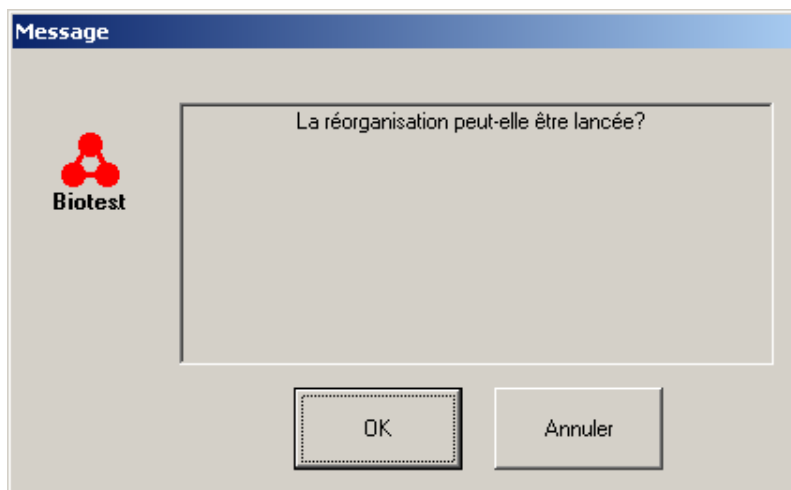 Message
La réorganisation peut-elle être lancée?
Biotest
OK
Annuler